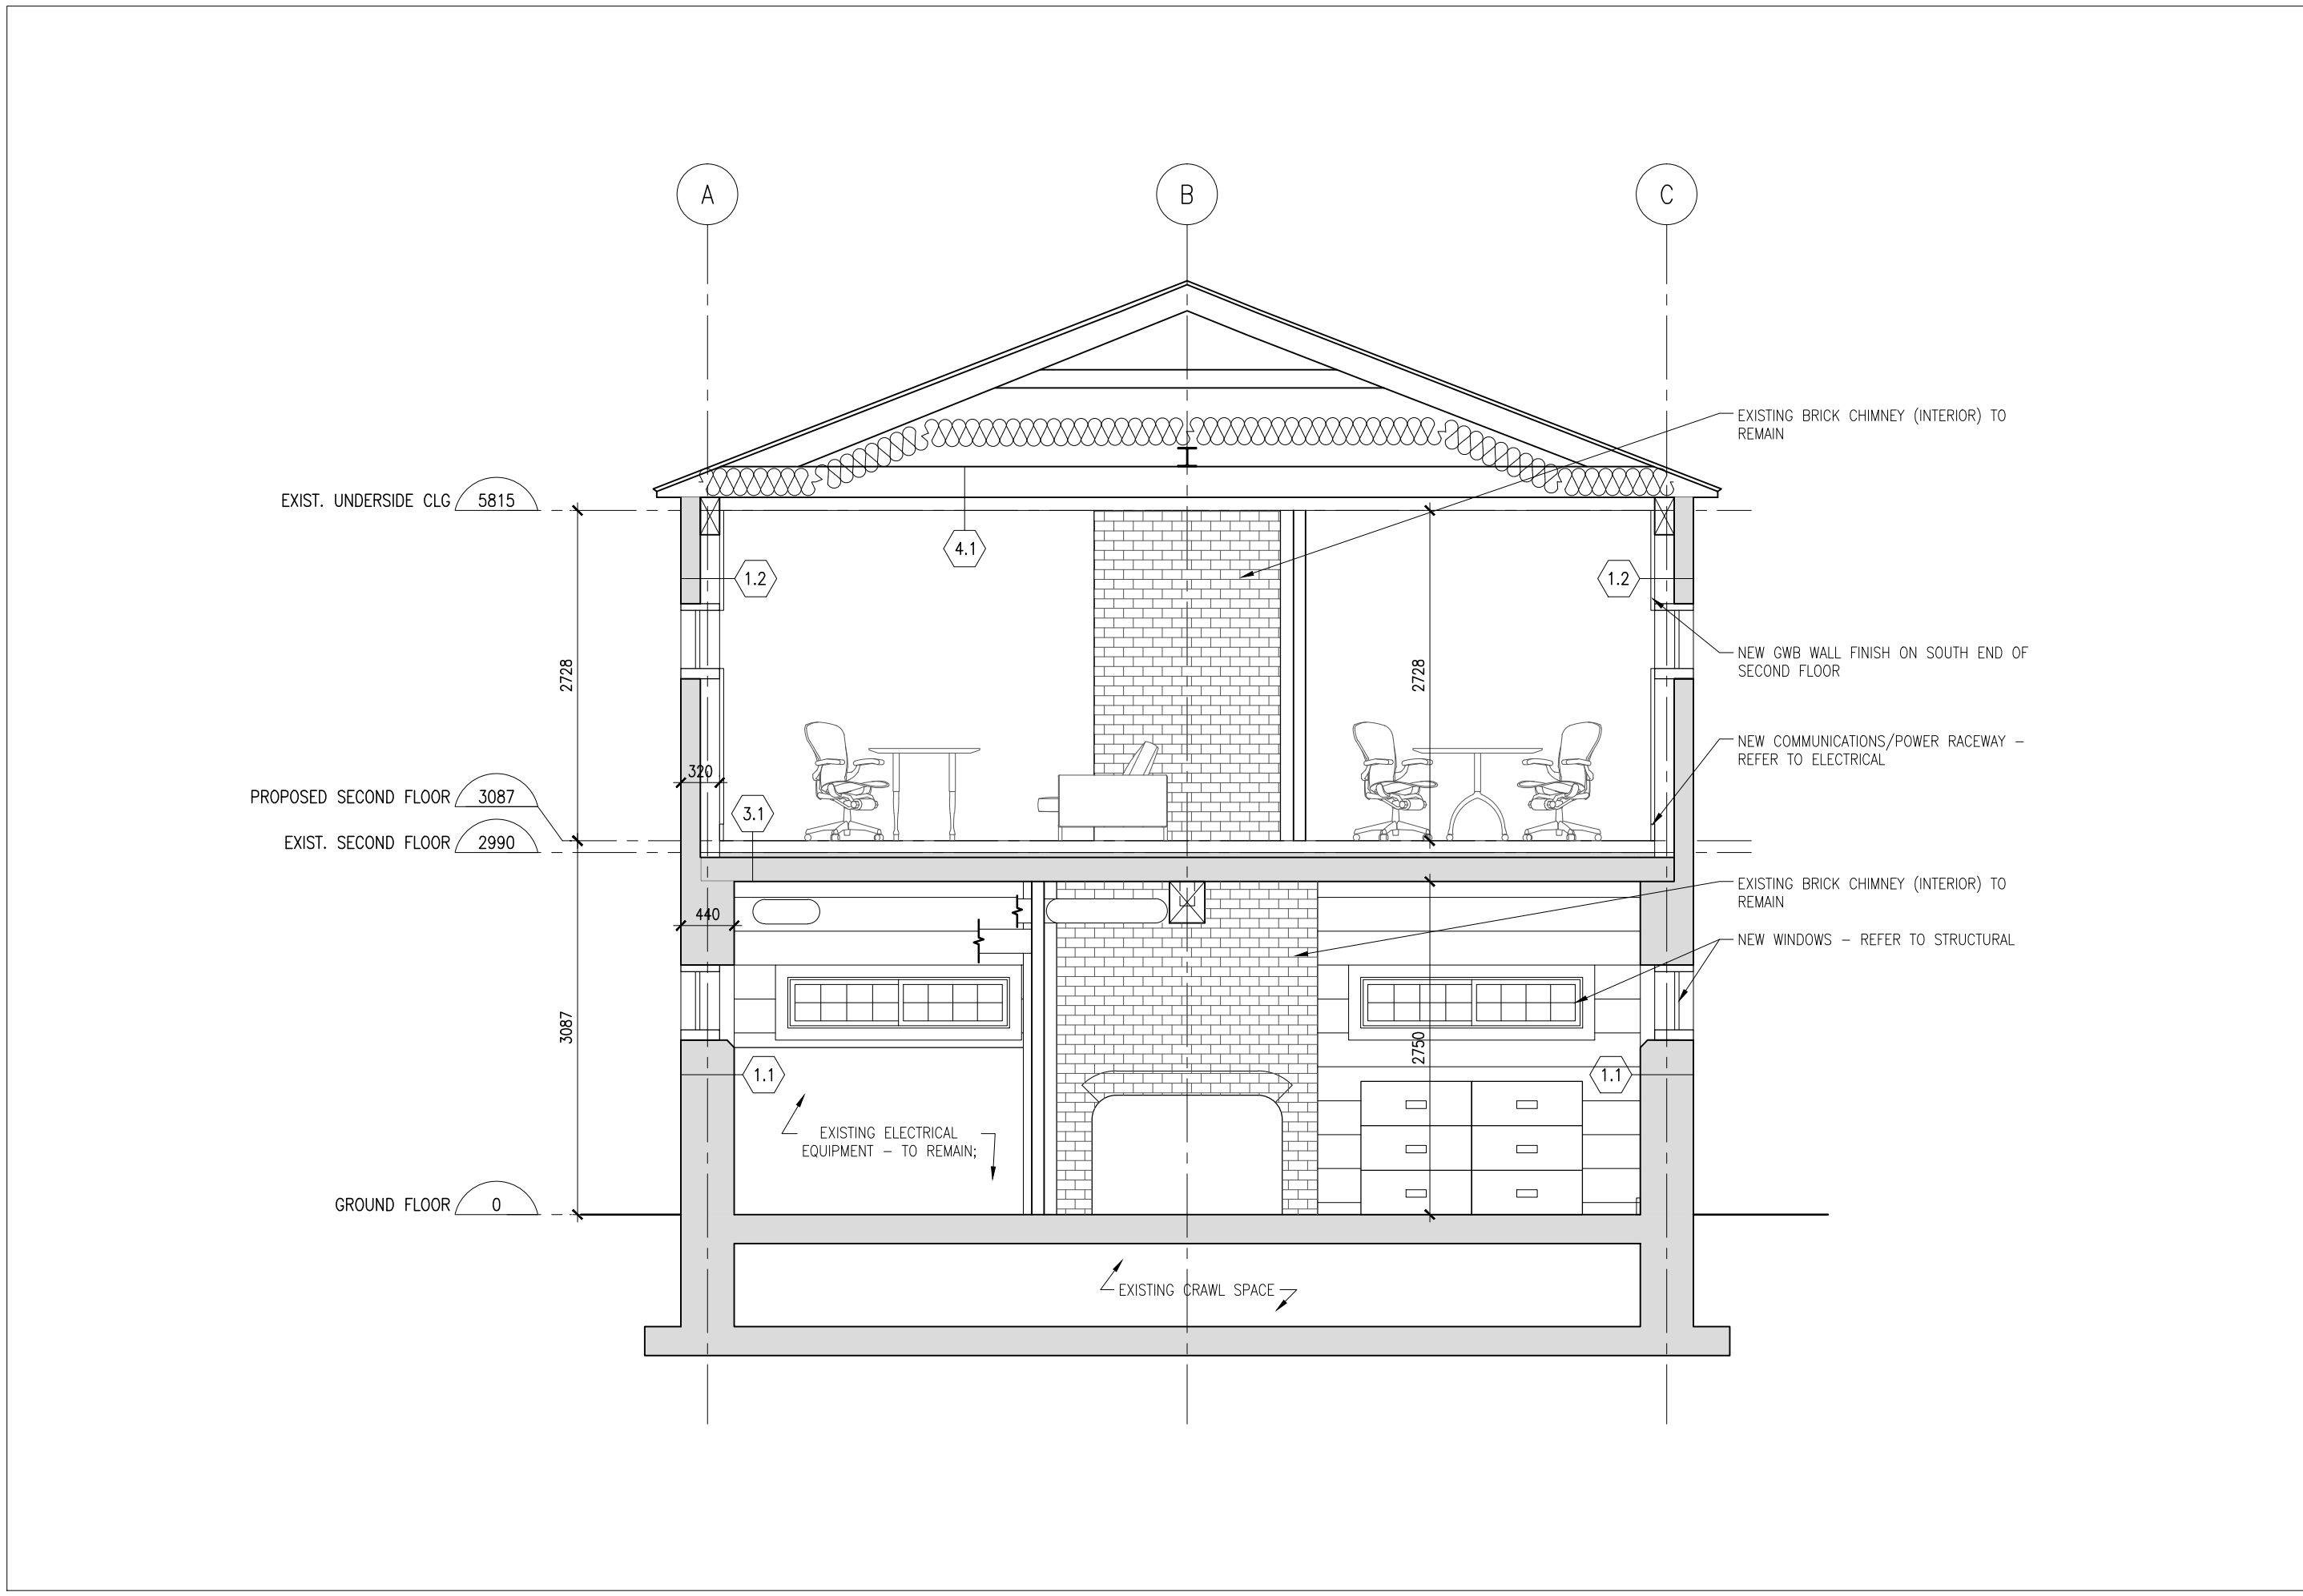 A
B
C
EXISTING BRICK CHIMNEY (INTERIOR) TO
REMAIN
EXIST. UNDERSIDE CLG 5815
4.1
1.2
1.2
NEW GWB WALL FINISH ON SOUTH END OF
SECOND FLOOR
2728
2728
NEW COMMUNICATIONS/POWER RACEWAY –
REFER TO ELECTRICAL
320
PROPOSED SECOND FLOOR 3087
3.1
EXIST. SECOND FLOOR 2990
EXISTING BRICK CHIMNEY (INTERIOR) TO
REMAIN
440
NEW WINDOWS – REFER TO STRUCTURAL
3087
2750
1.1
1.1
EXISTING ELECTRICAL
EQUIPMENT – TO REMAIN;
GROUND FLOOR 0
EXISTING CRAWL SPACE